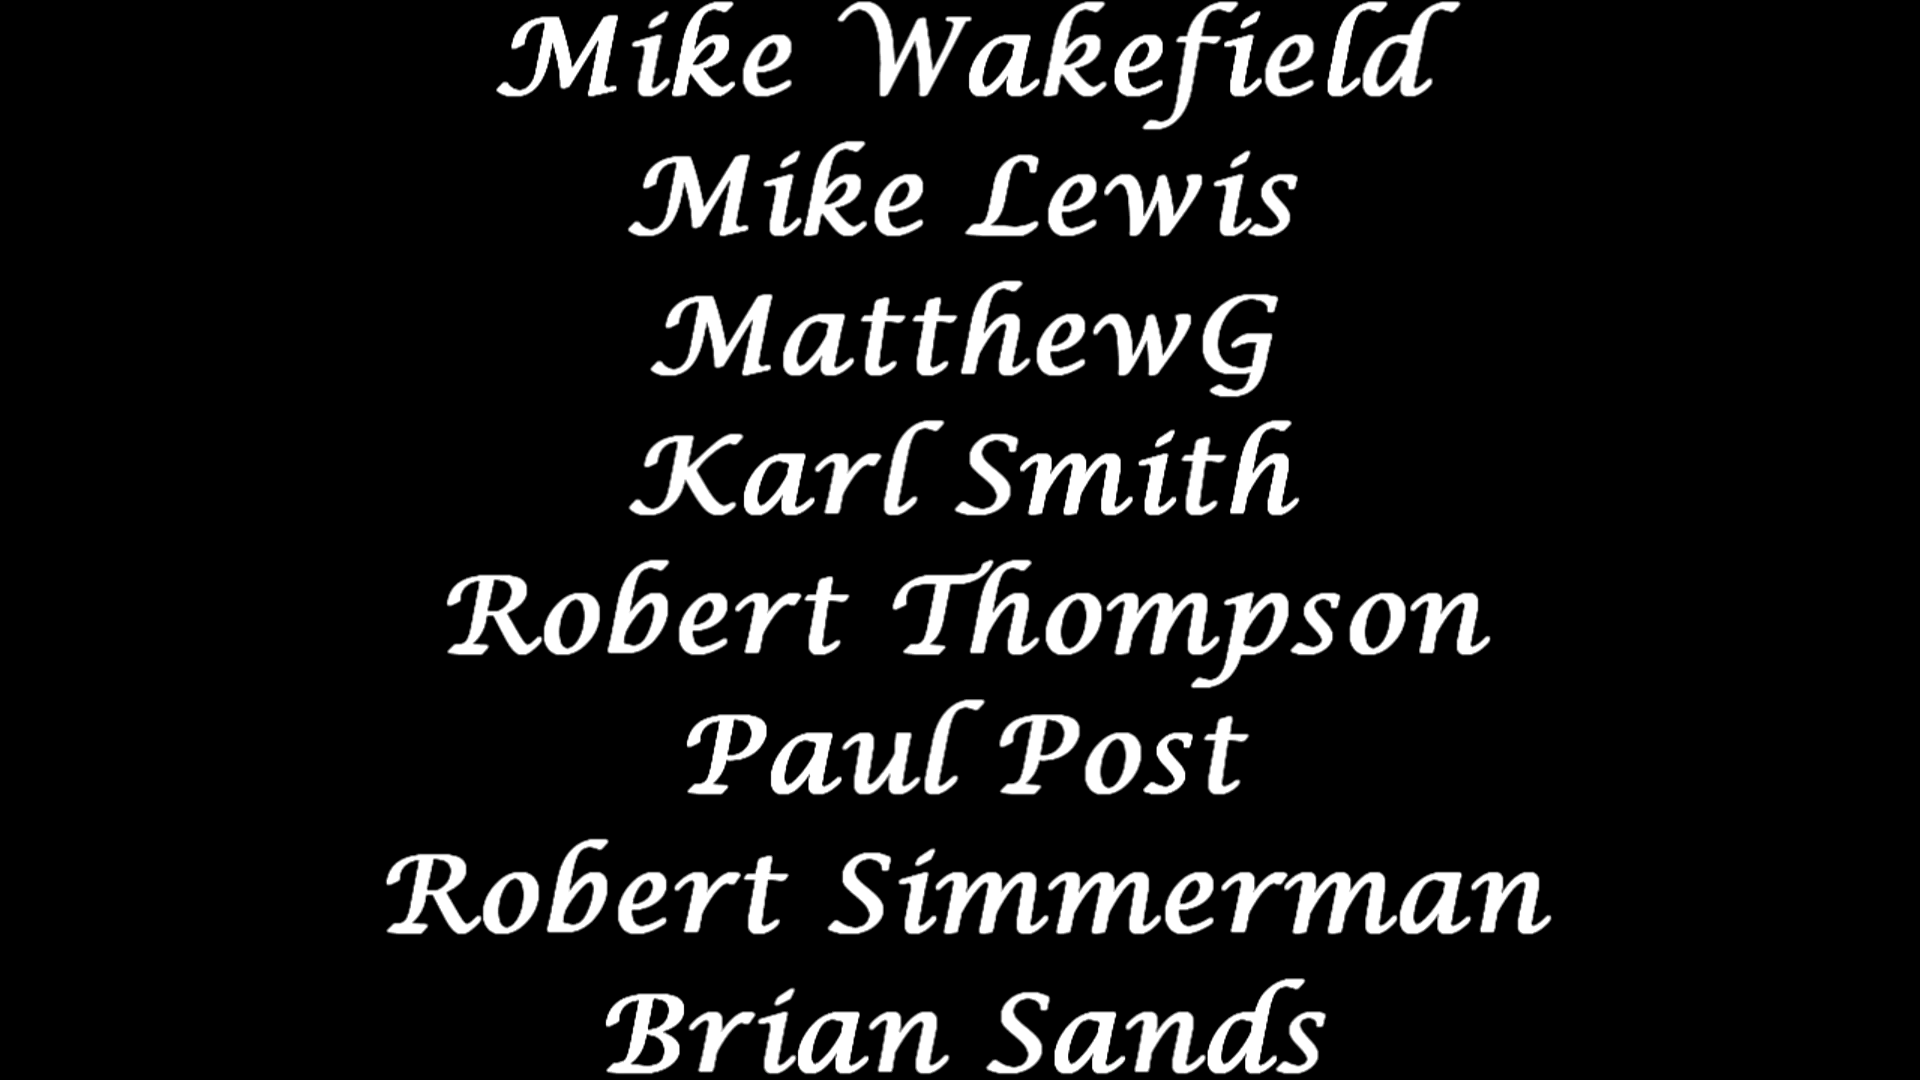 Mike Wakefield
Mike Lewis
MatthewG
Karl Smith
Robert Thompson
Paul Post
Robert Simmerman
Brian Sands